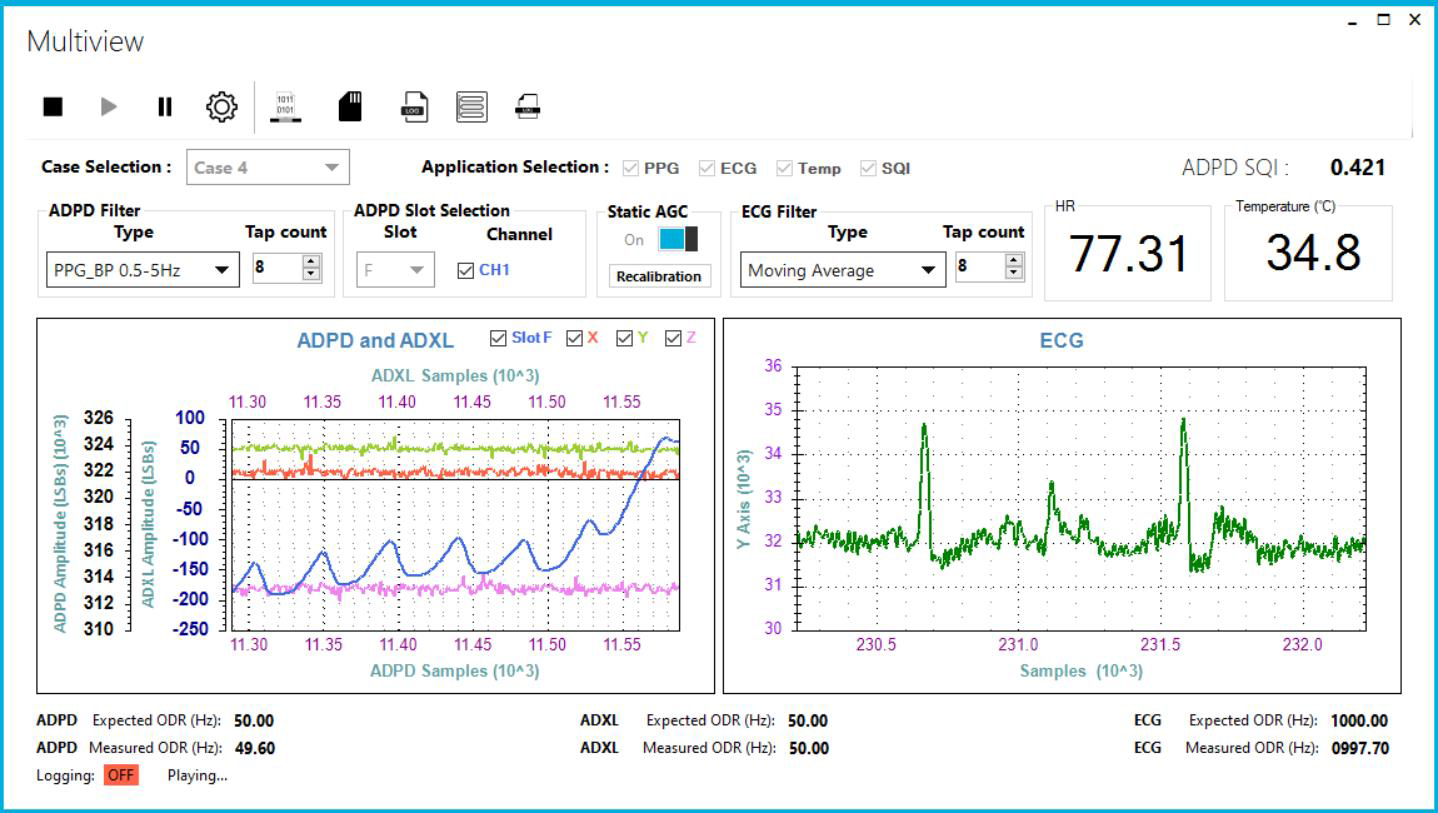 Multiview
1011
0101
LOG
Case Selection : Case 4 Application Selection : PPG ECG Temp SQI ADPD SQI : 0.421
ADPD Filter ADPD Slot Selection Static AGC ECG Filter HR Temperature (°C)
Type Tap count Slot Channel On Type Tap count
PPG_BP 0.5-5Hz 8 F CH1 Recalibration Moving Average 8 77.31 34.8
ADPD and ADXL Slot F X Y Z
ADXL Samples (10^3)
11.30 11.35 11.40 11.45 11.50 11.55
ADPD Amplitude (LSBs) (10^3)
326
324
322
320
318
316
314
312
310
ADXL Amplitude (LSBs)
100
50
0
-50
-100
-150
-200
-250
11.30 11.35 11.40 11.45 11.50 11.55
ADPD Samples (10^3)
ECG
Y Axis (10^3)
36
35
34
33
32
31
30
230.5 231.0 231.5 232.0
Samples (10^3)
ADPD Expected ODR (Hz): 50.00 ADXL Expected ODR (Hz): 50.00 ECG Expected ODR (Hz): 1000.00
ADPD Measured ODR (Hz): 49.60 ADXL Measured ODR (Hz): 50.00 ECG Measured ODR (Hz): 0997.70
Logging: OFF Playing...